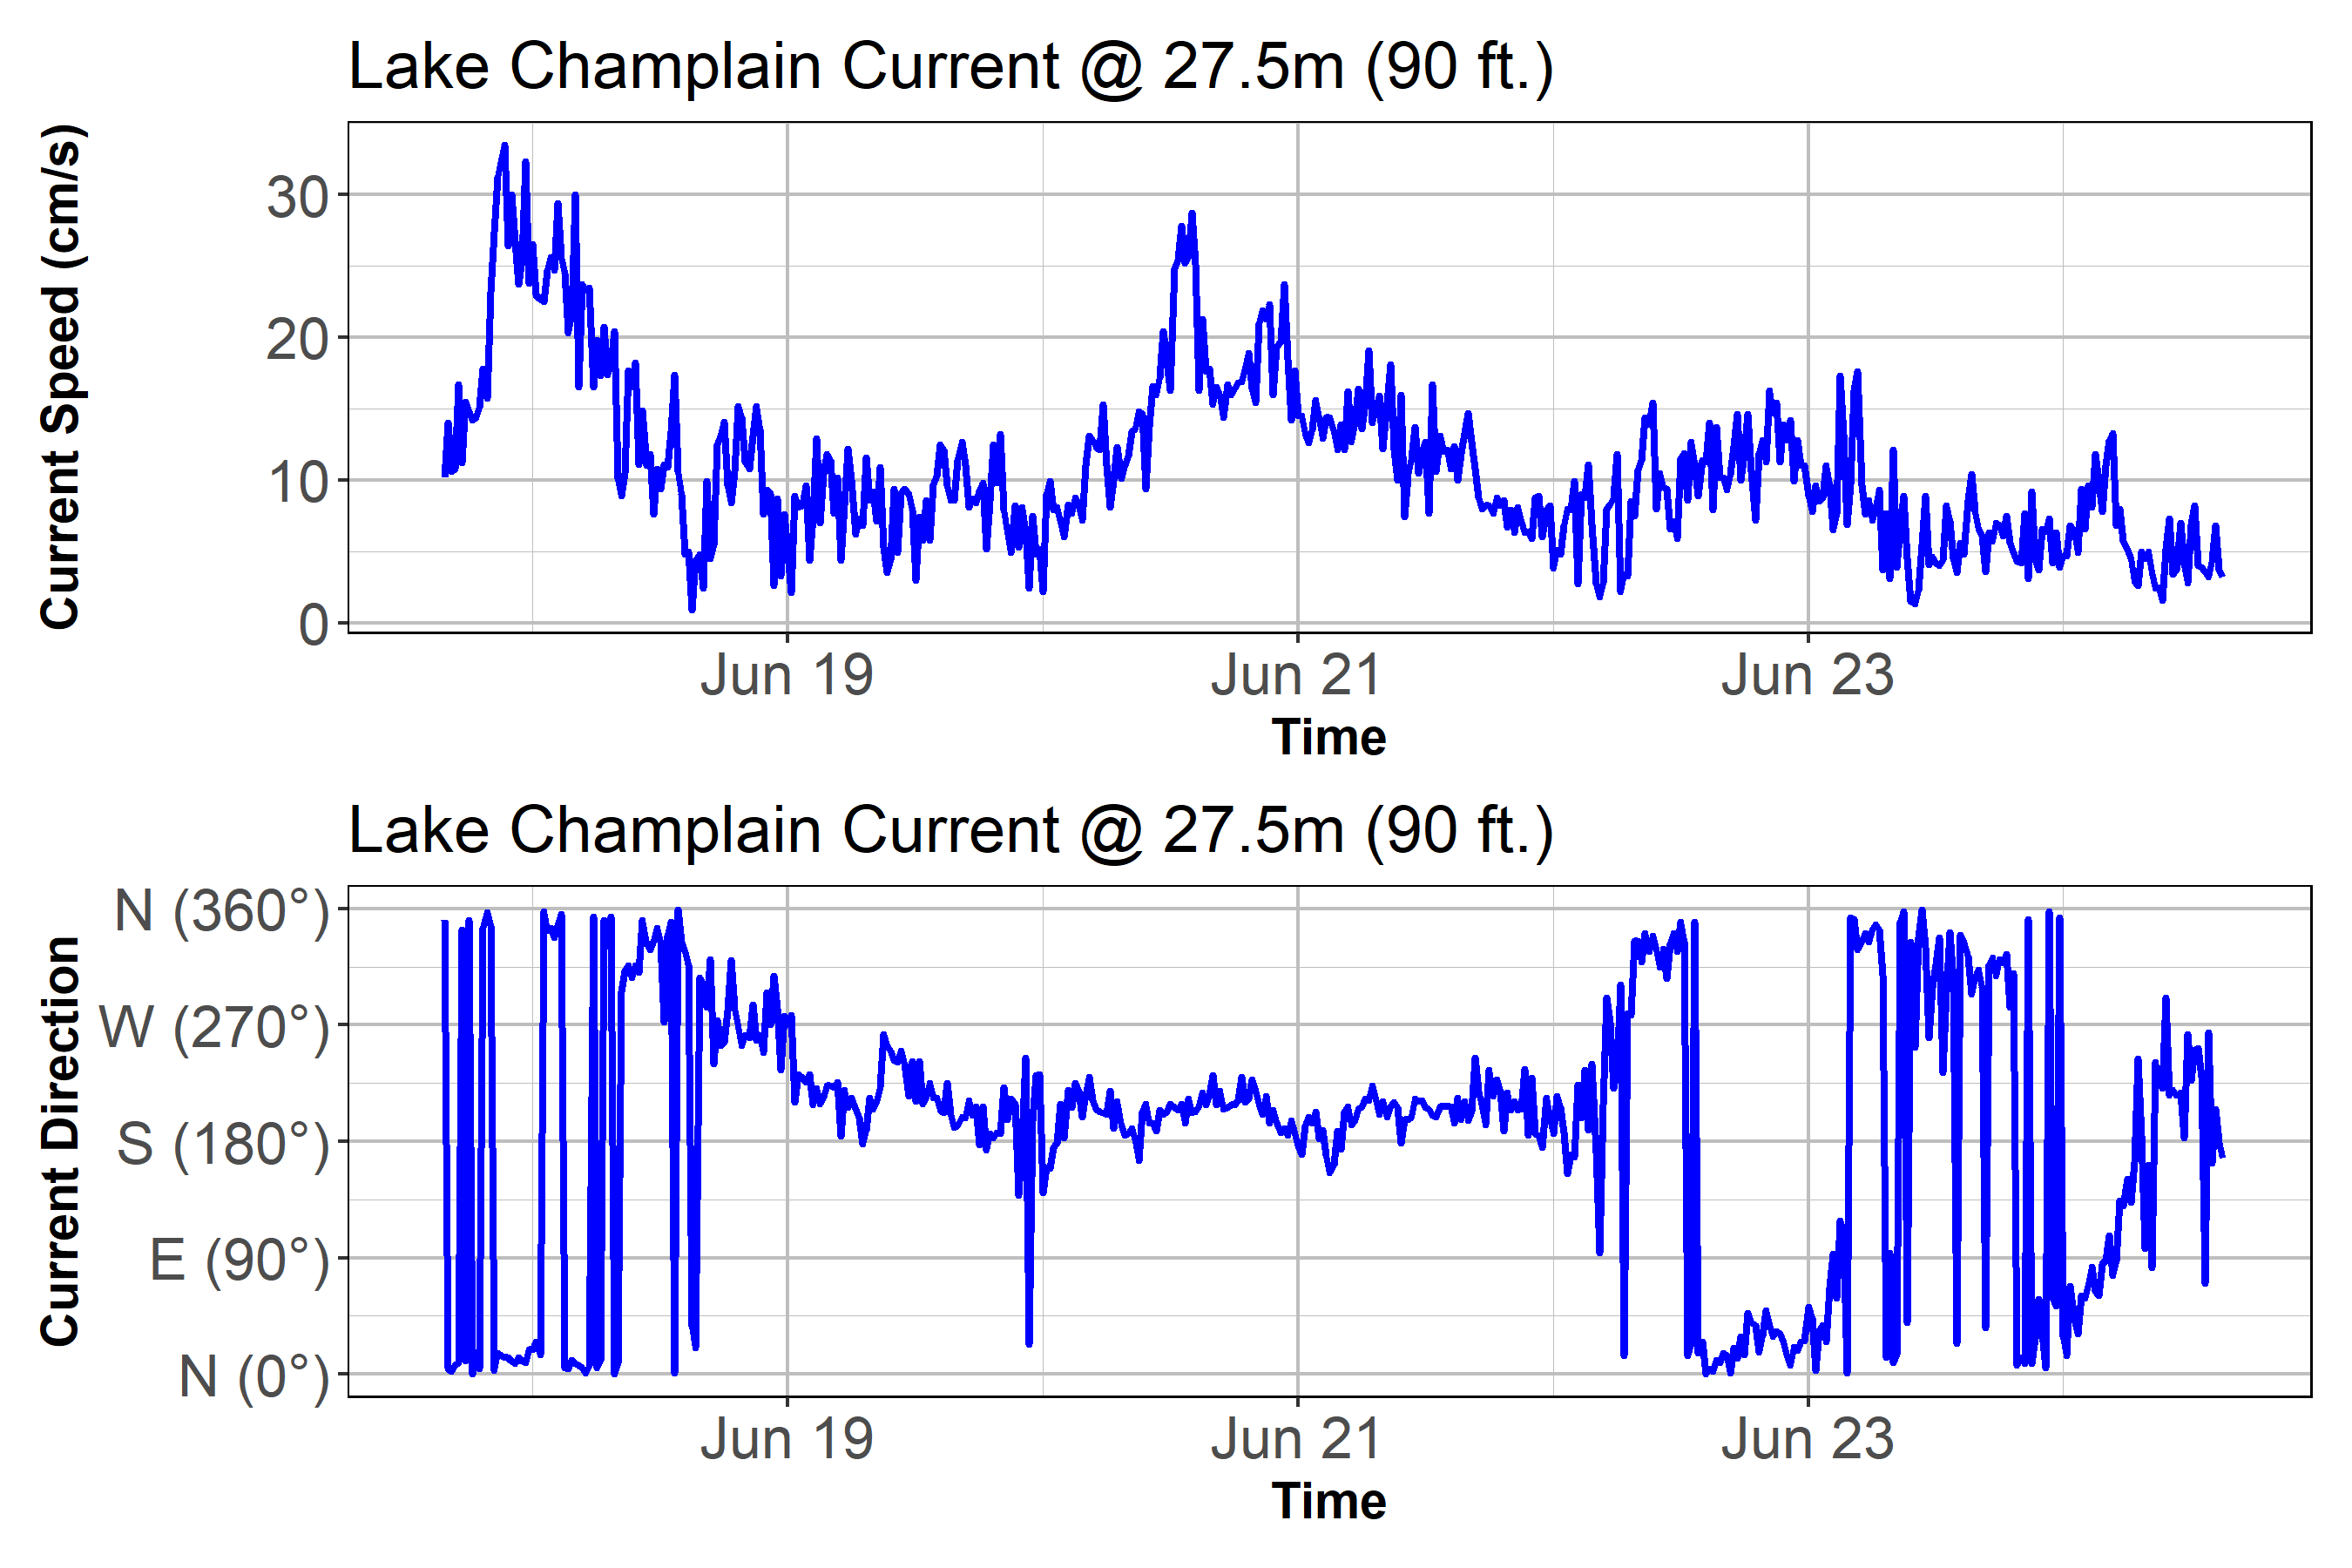 Lake Champlain Current @ 27.5m (90 ft.)
Current Speed (cm/s)
30
20
10
0
Jun 19 Jun 21 Jun 23
Time
Lake Champlain Current @ 27.5m (90 ft.)
Current Direction
N (360°)
W (270°)
S (180°)
E (90°)
N (0°)
Jun 19 Jun 21 Jun 23
Time